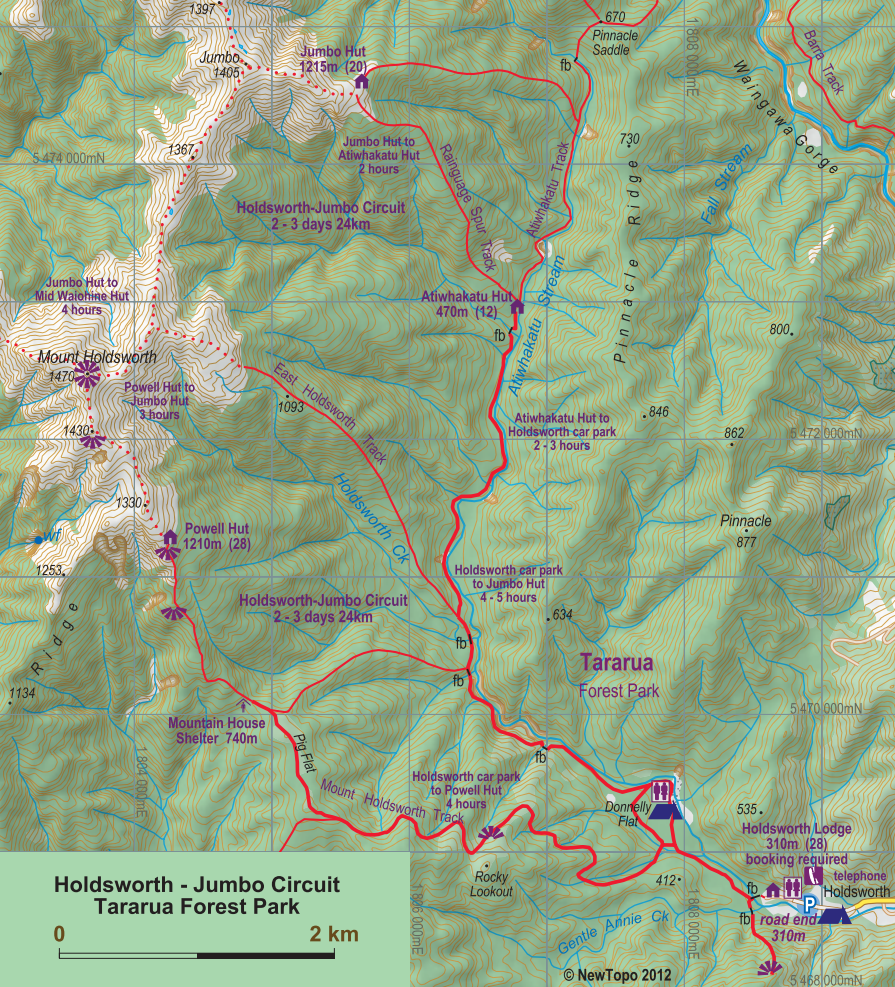 1397
670
Pinnacle
Saddle
fb
Jumbo
1405
Jumbo Hut
1215m (20)
1 808 000mE
Barra Track
Waingawa Gorge
730
Fall Stream
5 474 000mN
1367
Jumbo Hut to
Atiwhakatu Hut
2 hours
Rainguage Spur Track
Atiwhakatu Track
Pinnacle Ridge
Holdsworth-Jumbo Circuit
2 - 3 days 24km
Jumbo Hut to
Mid Waiohine Hut
4 hours
Atiwhakatu Hut
470m (12)
fb
Atiwhakatu Stream
800
Mount Holdsworth
1470
Powell Hut to
Jumbo Hut
3 hours
East Holdsworth Track
1093
1430
Atiwhakatu Hut to
Holdsworth car park
2 - 3 hours
846
862
5 472 000mN
Holdsworth Ck
1330
wf
Powell Hut
1210m (28)
Pinnacle
877
1253
Holdsworth car park
to Jumbo Hut
4 - 5 hours
Holdsworth-Jumbo Circuit
2 - 3 days 24km
634
fb
fb
Ridge
Tararua
Forest Park
1134
5 470 000mN
Mountain House
Shelter 740m
Pig Flat
fb
1 804 000mE
Holdsworth car park
to Powell Hut
4 hours
Mount Holdsworth Track
Donnelly
Flat
535
Holdsworth Lodge
310m (28)
booking required
Rocky
Lookout
412
telephone
Holdsworth
fb
P
fb
road end
310m
1 806 000mE
1 808 000mE
Gentle Annie Ck
Holdsworth - Jumbo Circuit
Tararua Forest Park
0 2 km
© NewTopo 2012
5 468 000mN